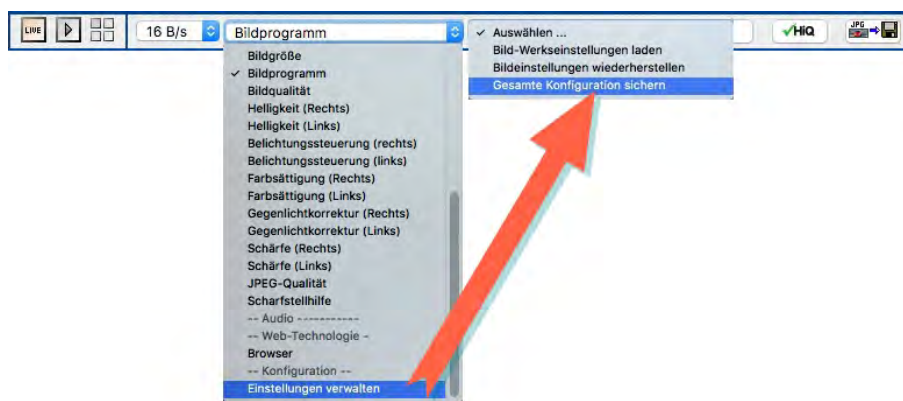 LIVE
16 B/s
Bildprogramm
HiQ
JPG
Bildgröße
Bildprogramm
Bildqualität
Helligkeit (Rechts)
Helligkeit (Links)
Belichtungssteuerung (rechts)
Belichtungssteuerung (links)
Farbsättigung (Rechts)
Farbsättigung (Links)
Gegenlichtkorrektur (Rechts)
Gegenlichtkorrektur (Links)
Schärfe (Rechts)
Schärfe (Links)
JPEG-Qualität
Scharfstellhilfe
-- Audio -----------
-- Web-Technologie -
Browser
-- Konfiguration --
Einstellungen verwalten
Auswählen ...
Bild-Werkseinstellungen laden
Bildeinstellungen wiederherstellen
Gesamte Konfiguration sichern